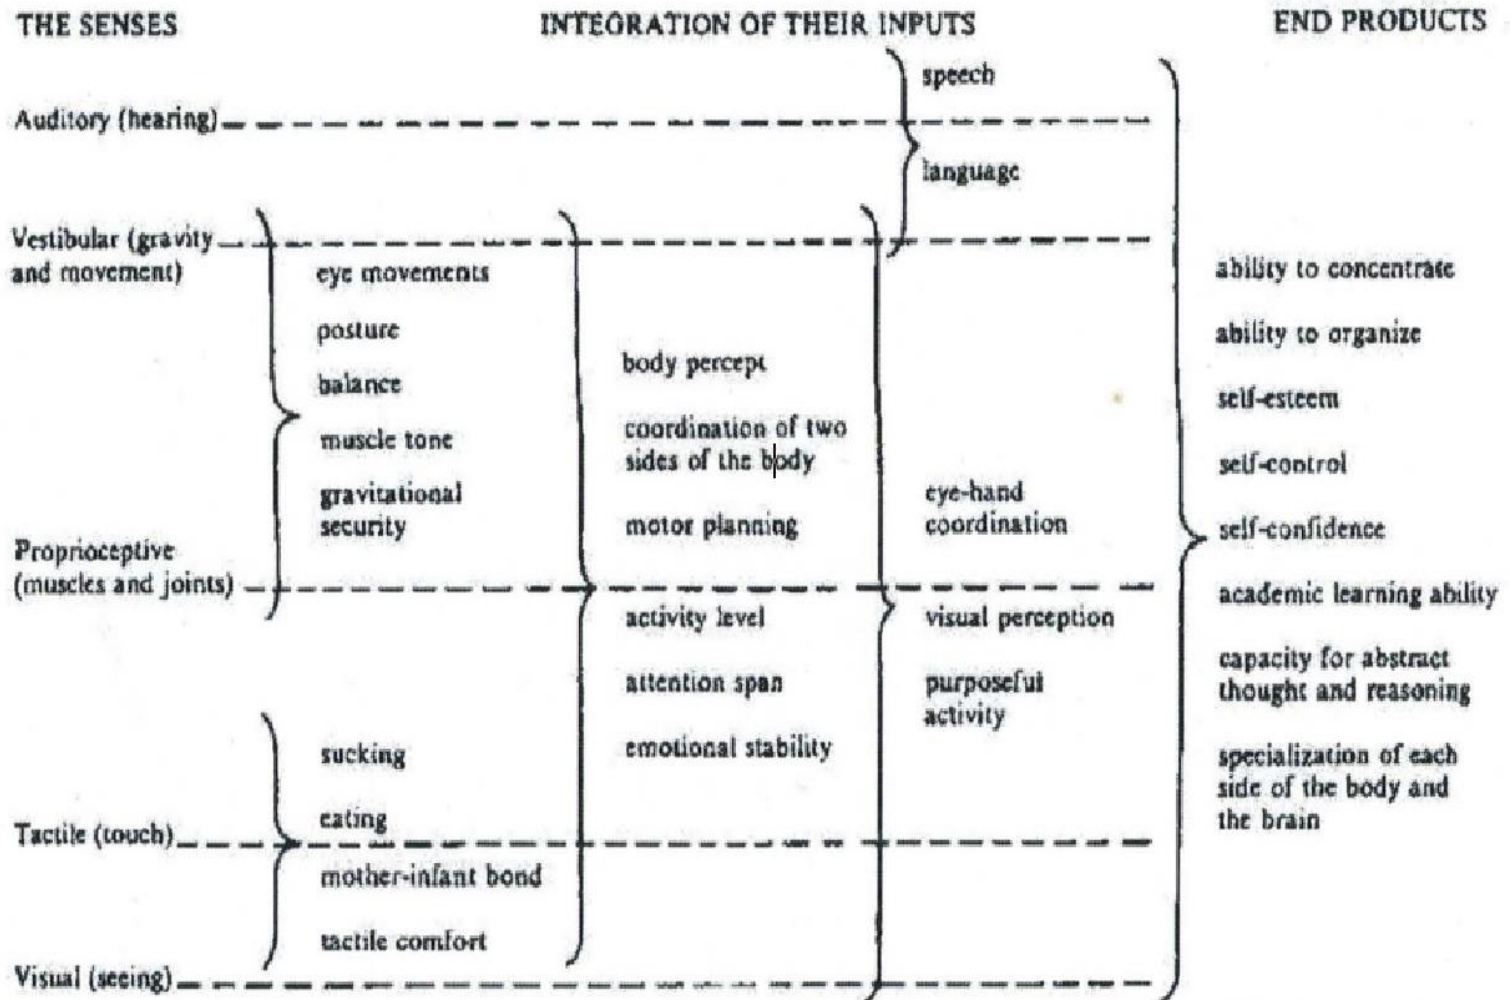 THE SENSES
INTEGRATION OF THEIR INPUTS
END PRODUCTS
Auditory (hearing)
Vestibular (gravity
and movement)
Proprioceptive
(muscles and joints)
Tactile (touch)
Visual (seeing)
eye movements
posture
balance
muscle tone
gravitational
security
sucking
eating
mother-infant bond
tactile comfort
body percept
coordination of two
sides of the body
motor planning
activity level
attention span
emotional stability
speech
language
eye-hand
coordination
visual perception
purposeful
activity
ability to concentrate
ability to organize
self-esteem
self-control
self-confidence
academic learning ability
capacity for abstract
thought and reasoning
specialization of each
side of the body and
the brain